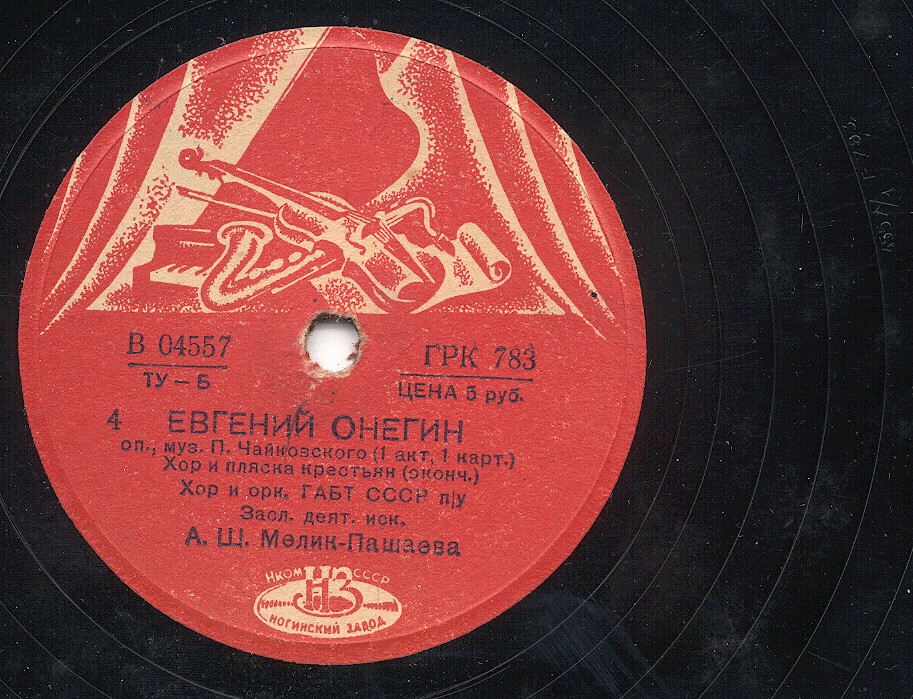 В 04557
ГРК 783
ТУ – Б
ЦЕНА 5 руб.
4 ЕВГЕНИЙ ОНЕГИН
оп., муз. П. Чайковского (1 акт, 1 карт.)
Хор и пляска крестьян (оконч.)
Хор и орк. ГАБТ СССР п/у
Засл. деят. иск.
А. Ш. Мелик-Пашаева
НКОМ НЗ СССР
НОГИНСКИЙ ЗАВОД